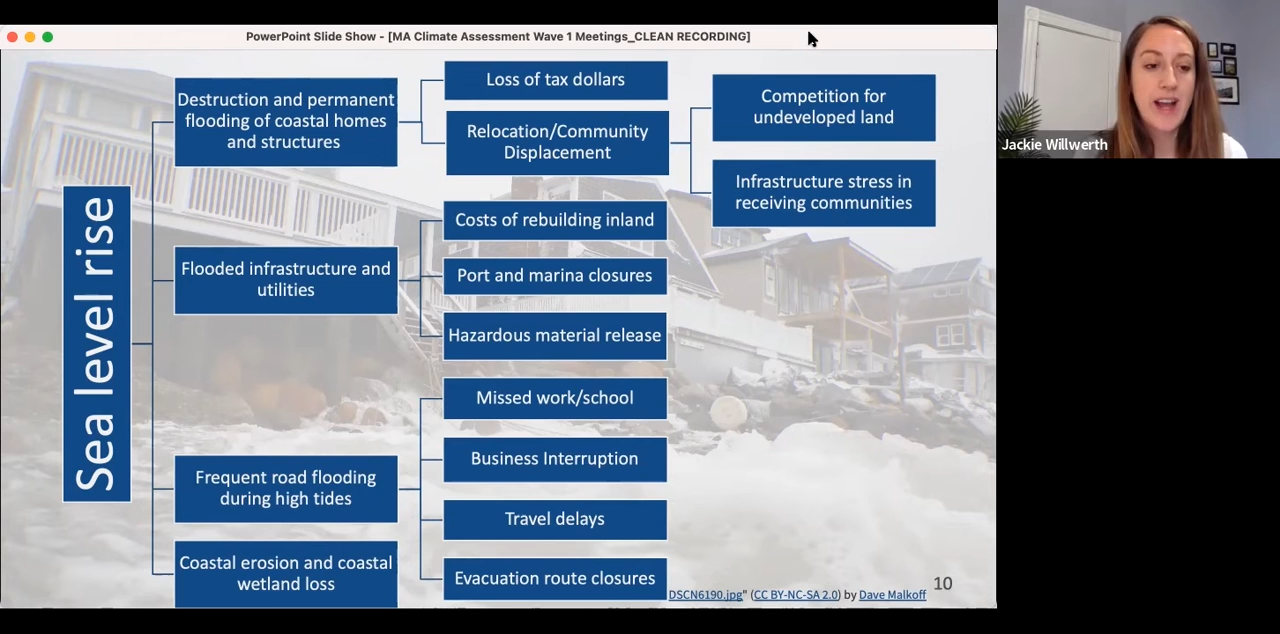 PowerPoint Slide Show - [MA Climate Assessment Wave 1 Meetings_CLEAN RECORDING]
Jackie Willwerth
Sea level rise
Destruction and permanent
flooding of coastal homes
and structures
Loss of tax dollars
Relocation/Community
Displacement
Competition for
undeveloped land
Infrastructure stress in
receiving communities
Flooded infrastructure and
utilities
Costs of rebuilding inland
Port and marina closures
Hazardous material release
Frequent road flooding
during high tides
Missed work/school
Business Interruption
Travel delays
Evacuation route closures
Coastal erosion and coastal
wetland loss
DSCN6190.jpg" (CC BY-NC-SA 2.0) by Dave Malkoff
10